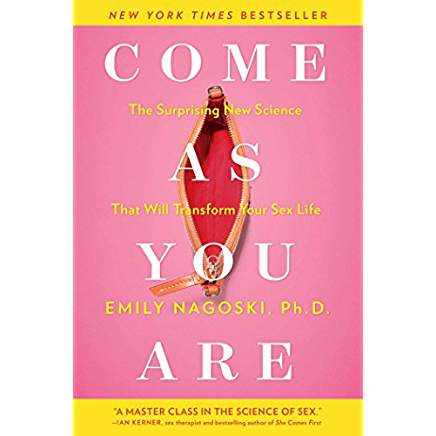 NEW YORK TIMES BESTSELLER
COME
The Surprising New Science
AS
That Will Transform Your Sex Life
YOU
EMILY NAGOSKI, Ph.D.
ARE
"A MASTER CLASS IN THE SCIENCE OF SEX."
—IAN KERNER, sex therapist and bestselling author of She Comes First